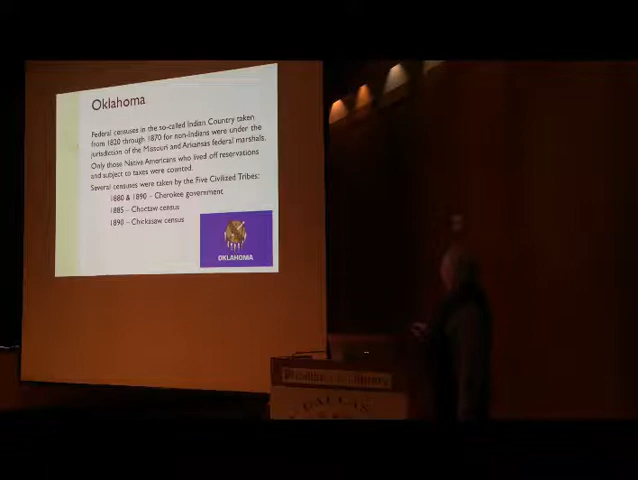 Oklahoma
Federal censuses in the so-called Indian Country taken
from 1820 through 1870 for non-Indians were under the
jurisdiction of the Missouri and Arkansas federal marshals.
Only those Native Americans who lived off reservations
and subject to taxes were counted.
Several censuses were taken by the Five Civilized Tribes:
1880 & 1890 – Cherokee government
1885 – Choctaw census
1890 – Chickasaw census
OKLAHOMA
DALLAS